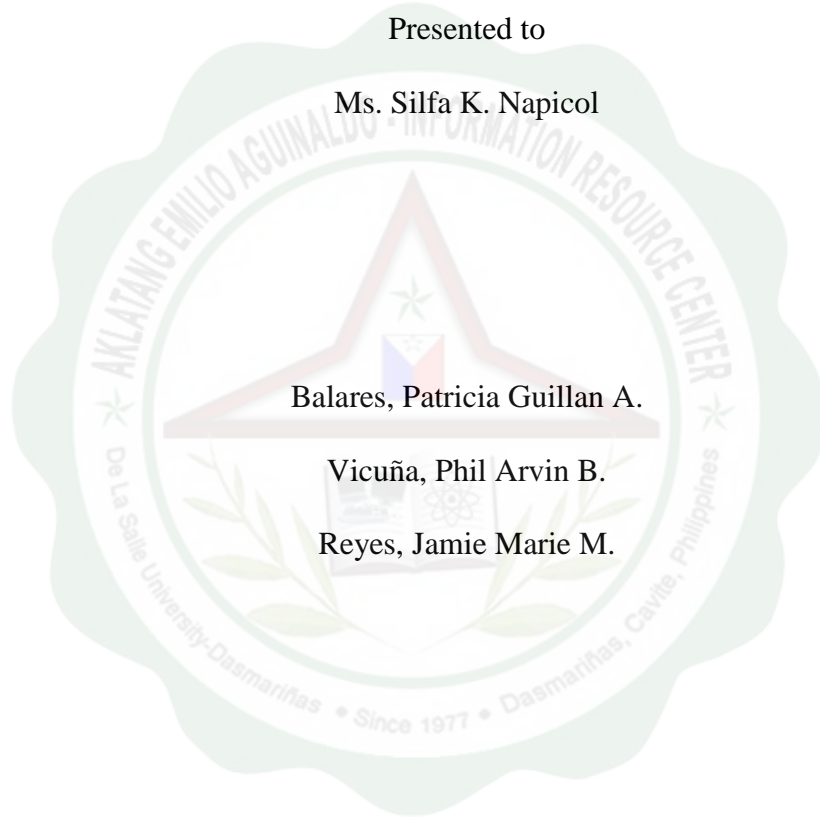 Presented to
Ms. Silfa K. Napicol
AKLATANG EMILIO AGUINALDO - INFORMATION RESOURCE CENTER
Balares, Patricia Guillan A.
Vicuña, Phil Arvin B.
Reyes, Jamie Marie M.
De La Salle University-Dasmariñas • Since 1977 • Dasmariñas, Cavite, Philippines